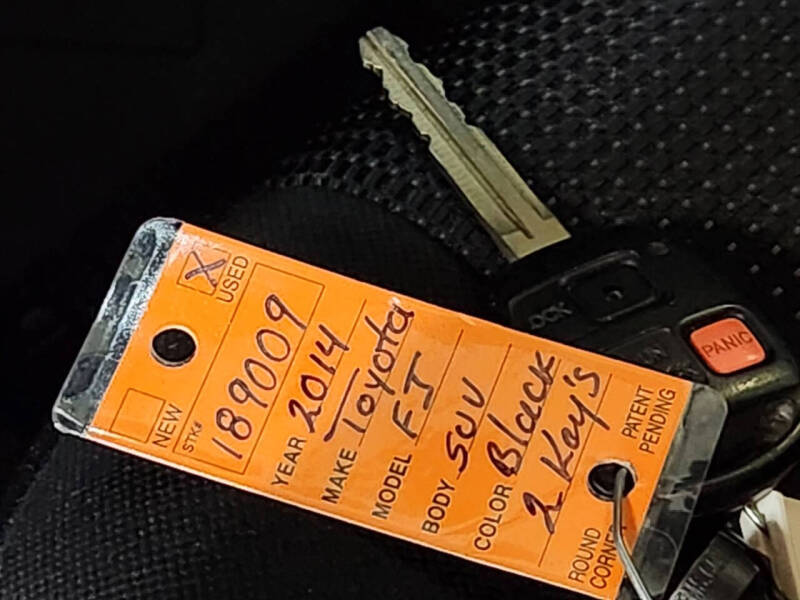 X USED
NEW
STK# 189009
YEAR 2014
MAKE Toyota
MODEL FJ
BODY SUV
COLOR Black
2 Key's
PATENT
PENDING
ROUND
CORNER
PANIC